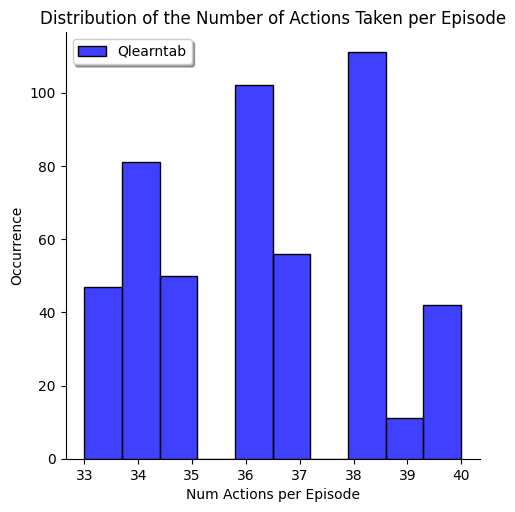 Distribution of the Number of Actions Taken per Episode
Qlearntab
100
80
60
40
20
0
Occurrence
33 34 35 36 37 38 39 40
Num Actions per Episode